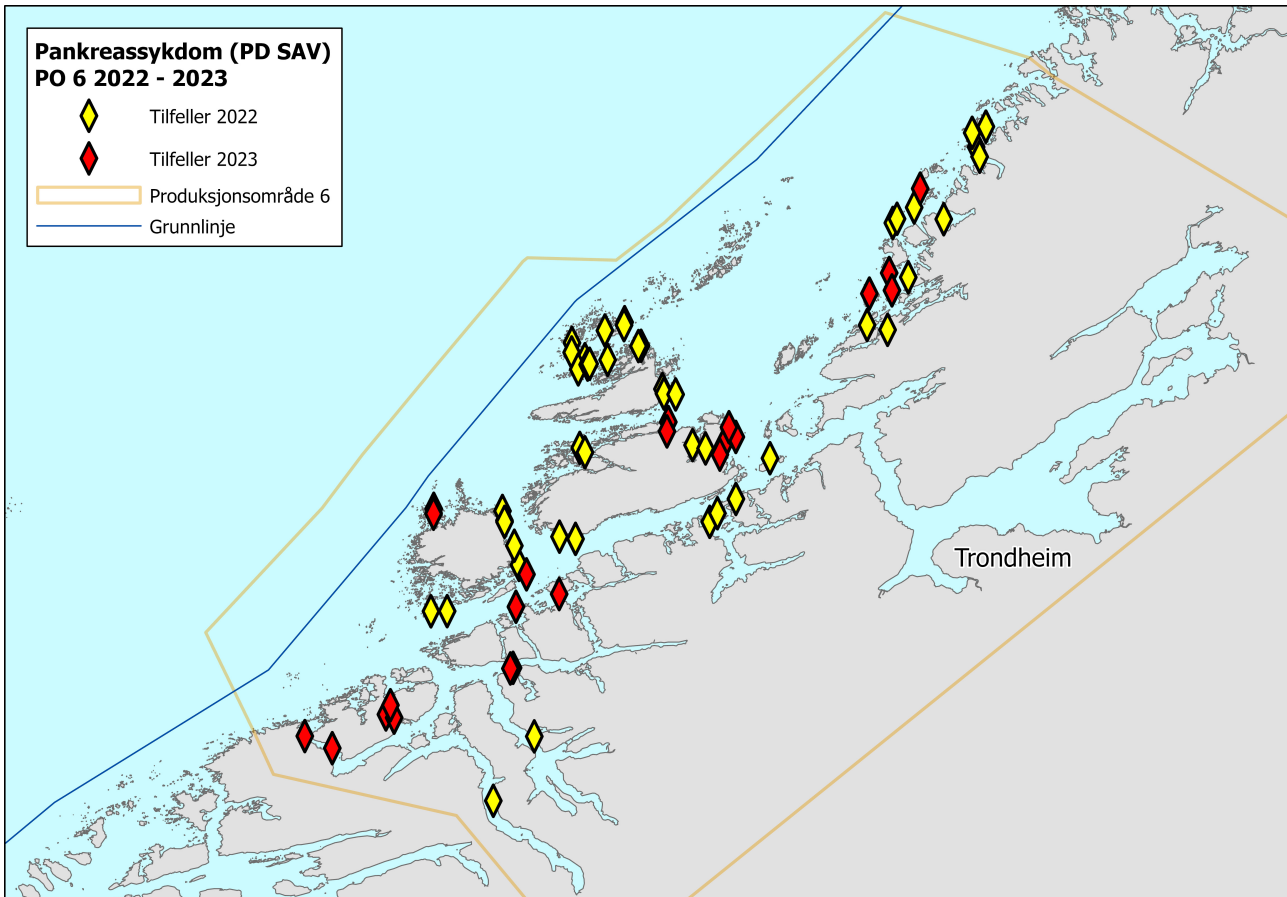 Pankreassykdom (PD SAV)
PO 6 2022 - 2023
Tilfeller 2022
Tilfeller 2023
Produksjonsområde 6
Grunnlinje
Trondheim